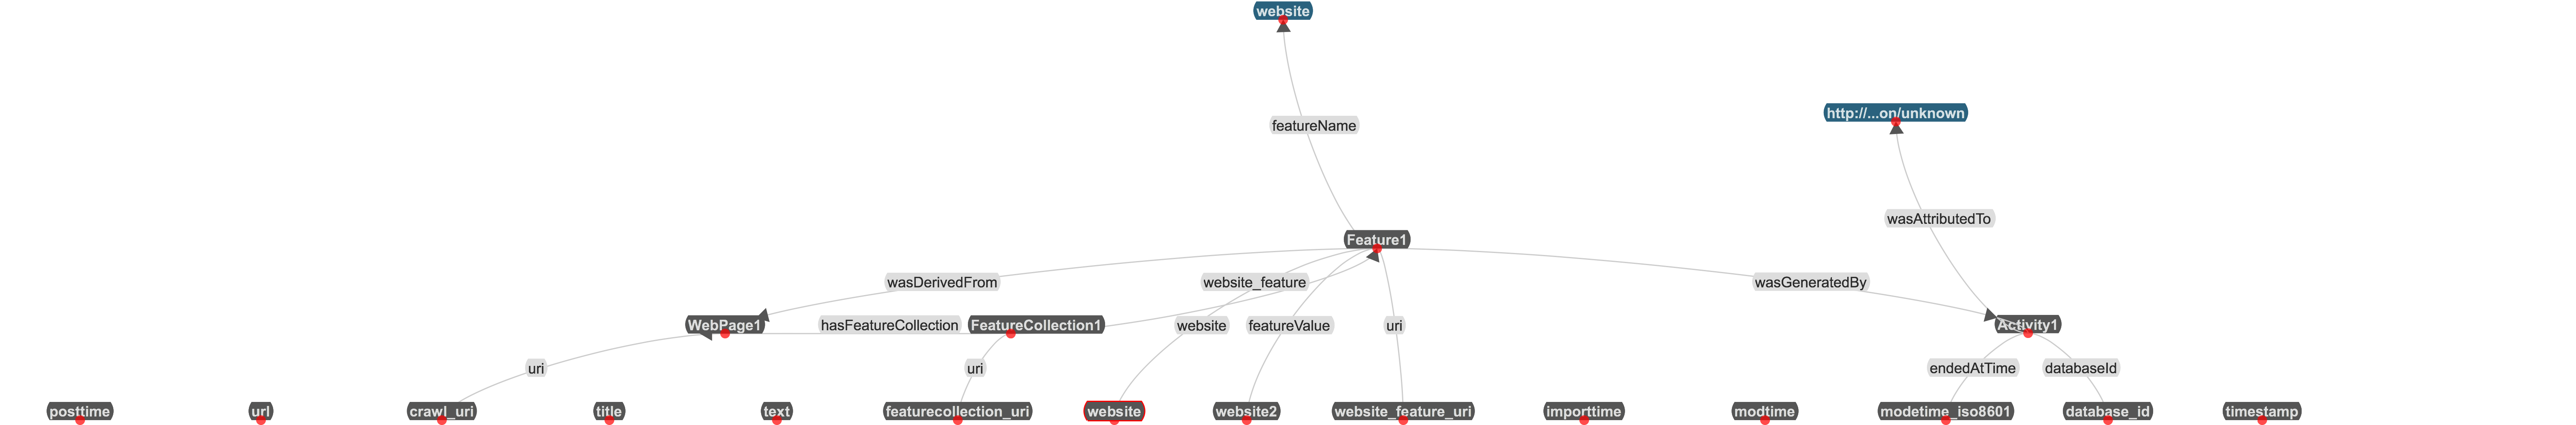 website
http://...on/unknown
featureName
wasAttributedTo
Feature1
wasDerivedFrom
website_feature
wasGeneratedBy
WebPage1
hasFeatureCollection
FeatureCollection1
website
featureValue
uri
Activity1
uri
uri
endedAtTime
databaseId
posttime
url
crawl_uri
title
text
featurecollection_uri
website
website2
website_feature_uri
importtime
modtime
modetime_iso8601
database_id
timestamp